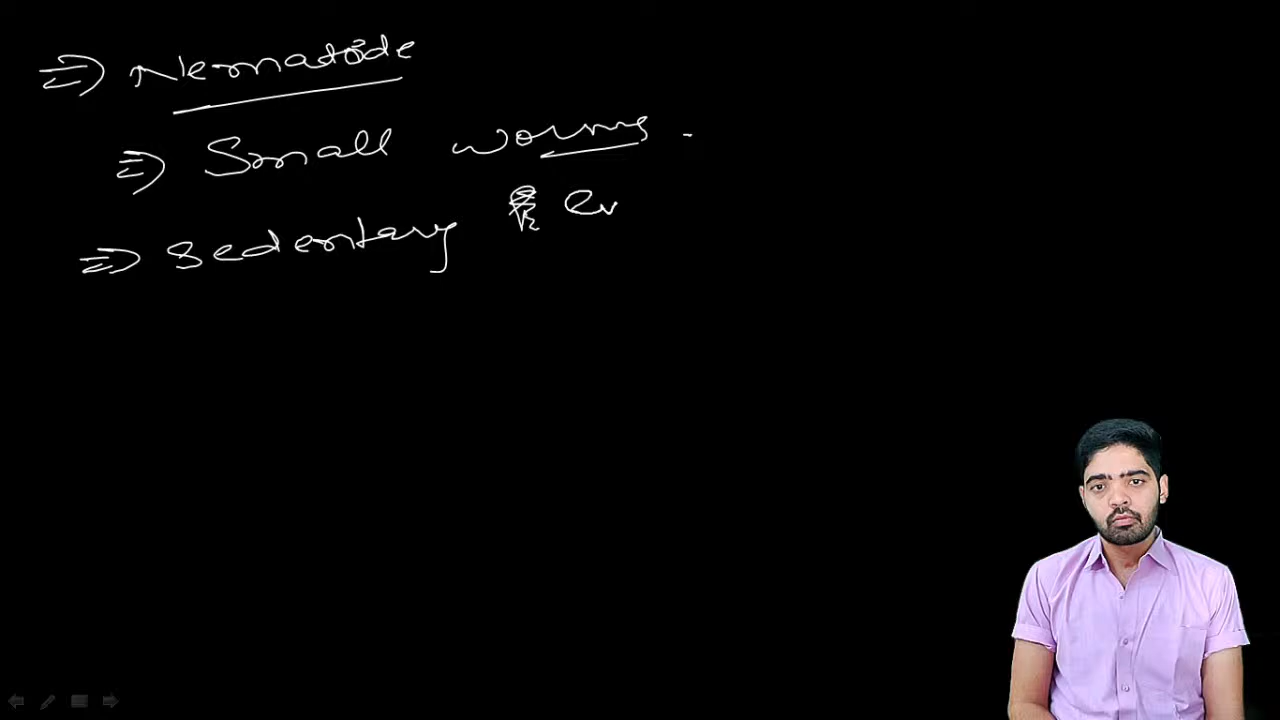 ⇒ Nematode
⇒ Small worms.
⇒ Sedentary